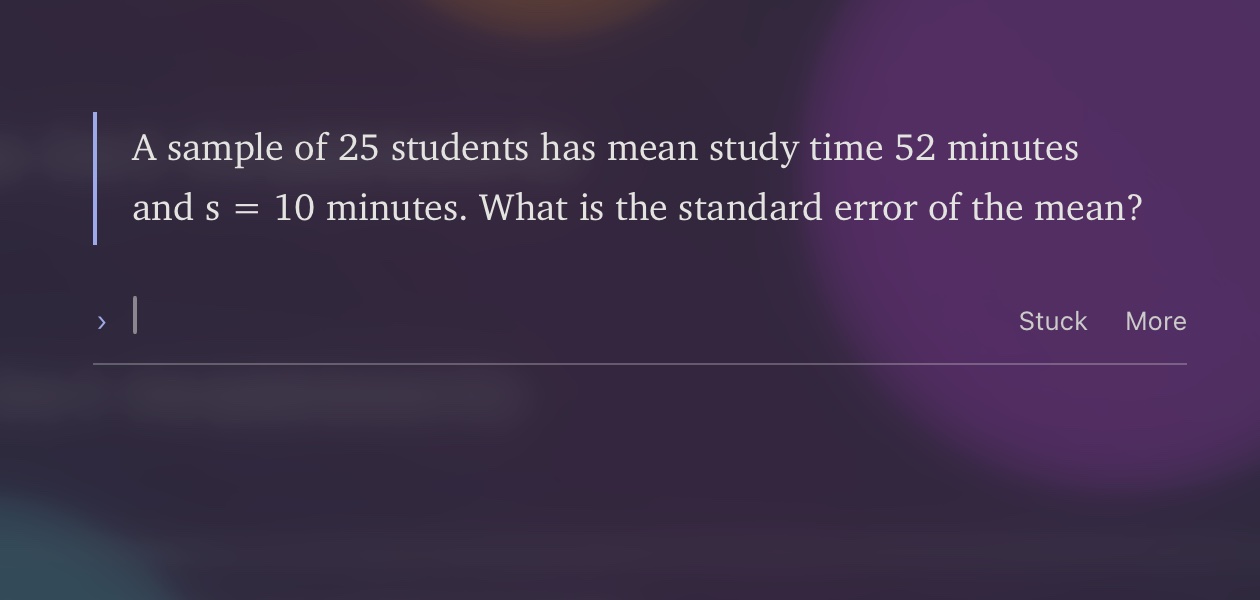 A sample of 25 students has mean study time 52 minutes
and s = 10 minutes. What is the standard error of the mean?
›
Stuck More